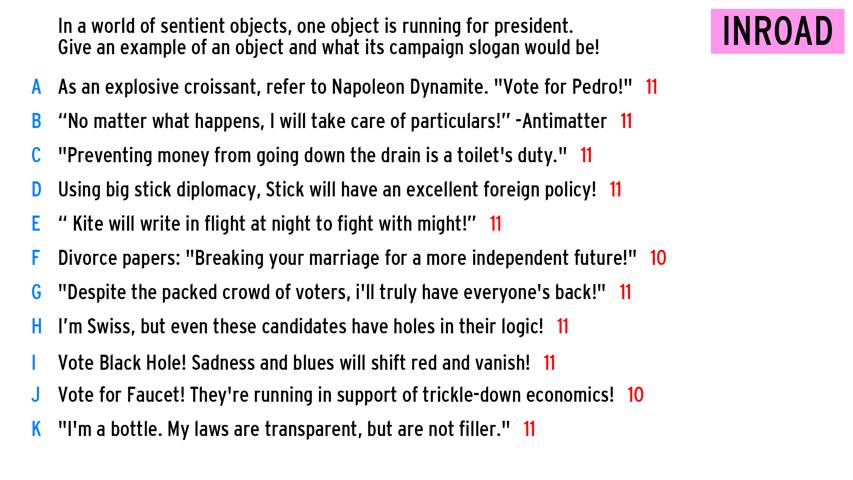 In a world of sentient objects, one object is running for president.
Give an example of an object and what its campaign slogan would be!
INROAD
A As an explosive croissant, refer to Napoleon Dynamite. "Vote for Pedro!" 11
B “No matter what happens, I will take care of particulars!” -Antimatter 11
C "Preventing money from going down the drain is a toilet's duty." 11
D Using big stick diplomacy, Stick will have an excellent foreign policy! 11
E “ Kite will write in flight at night to fight with might!” 11
F Divorce papers: "Breaking your marriage for a more independent future!" 10
G "Despite the packed crowd of voters, i'll truly have everyone's back!" 11
H I’m Swiss, but even these candidates have holes in their logic! 11
I Vote Black Hole! Sadness and blues will shift red and vanish! 11
J Vote for Faucet! They're running in support of trickle-down economics! 10
K "I'm a bottle. My laws are transparent, but are not filler." 11